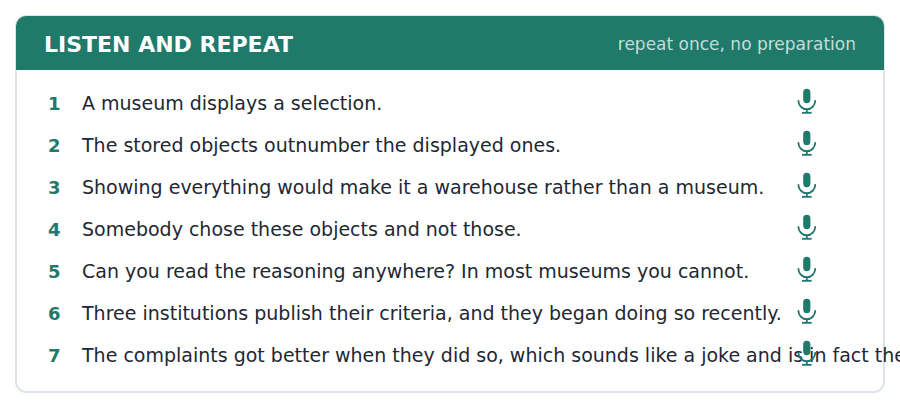 LISTEN AND REPEAT
repeat once, no preparation
1 A museum displays a selection.
2 The stored objects outnumber the displayed ones.
3 Showing everything would make it a warehouse rather than a museum.
4 Somebody chose these objects and not those.
5 Can you read the reasoning anywhere? In most museums you cannot.
6 Three institutions publish their criteria, and they began doing so recently.
7 The complaints got better when they did so, which sounds like a joke and is in fact the